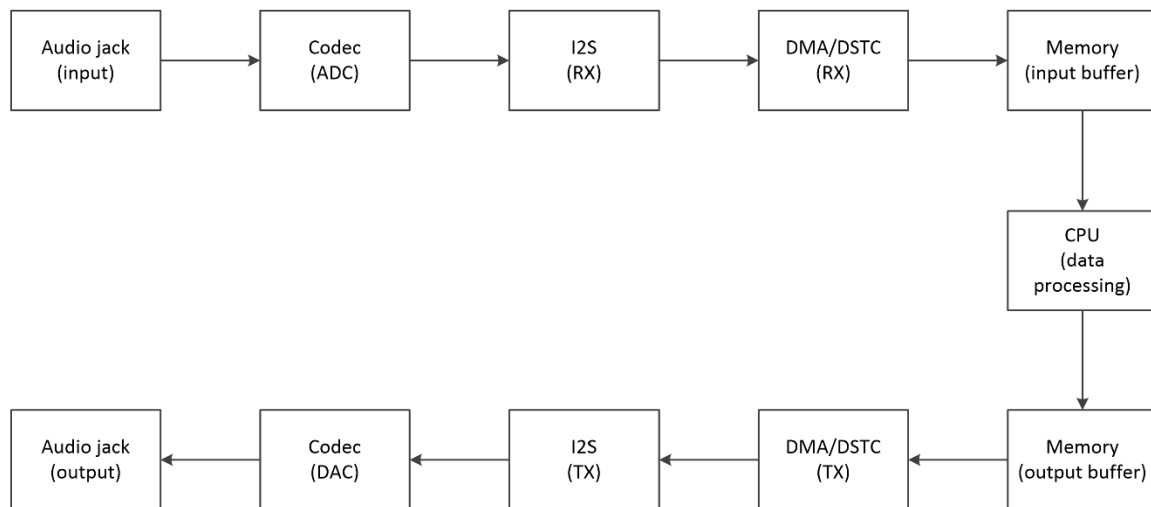 Audio jack
(input)
Codec
(ADC)
I2S
(RX)
DMA/DSTC
(RX)
Memory
(input buffer)
CPU
(data
processing)
Audio jack
(output)
Codec
(DAC)
I2S
(TX)
DMA/DSTC
(TX)
Memory
(output buffer)